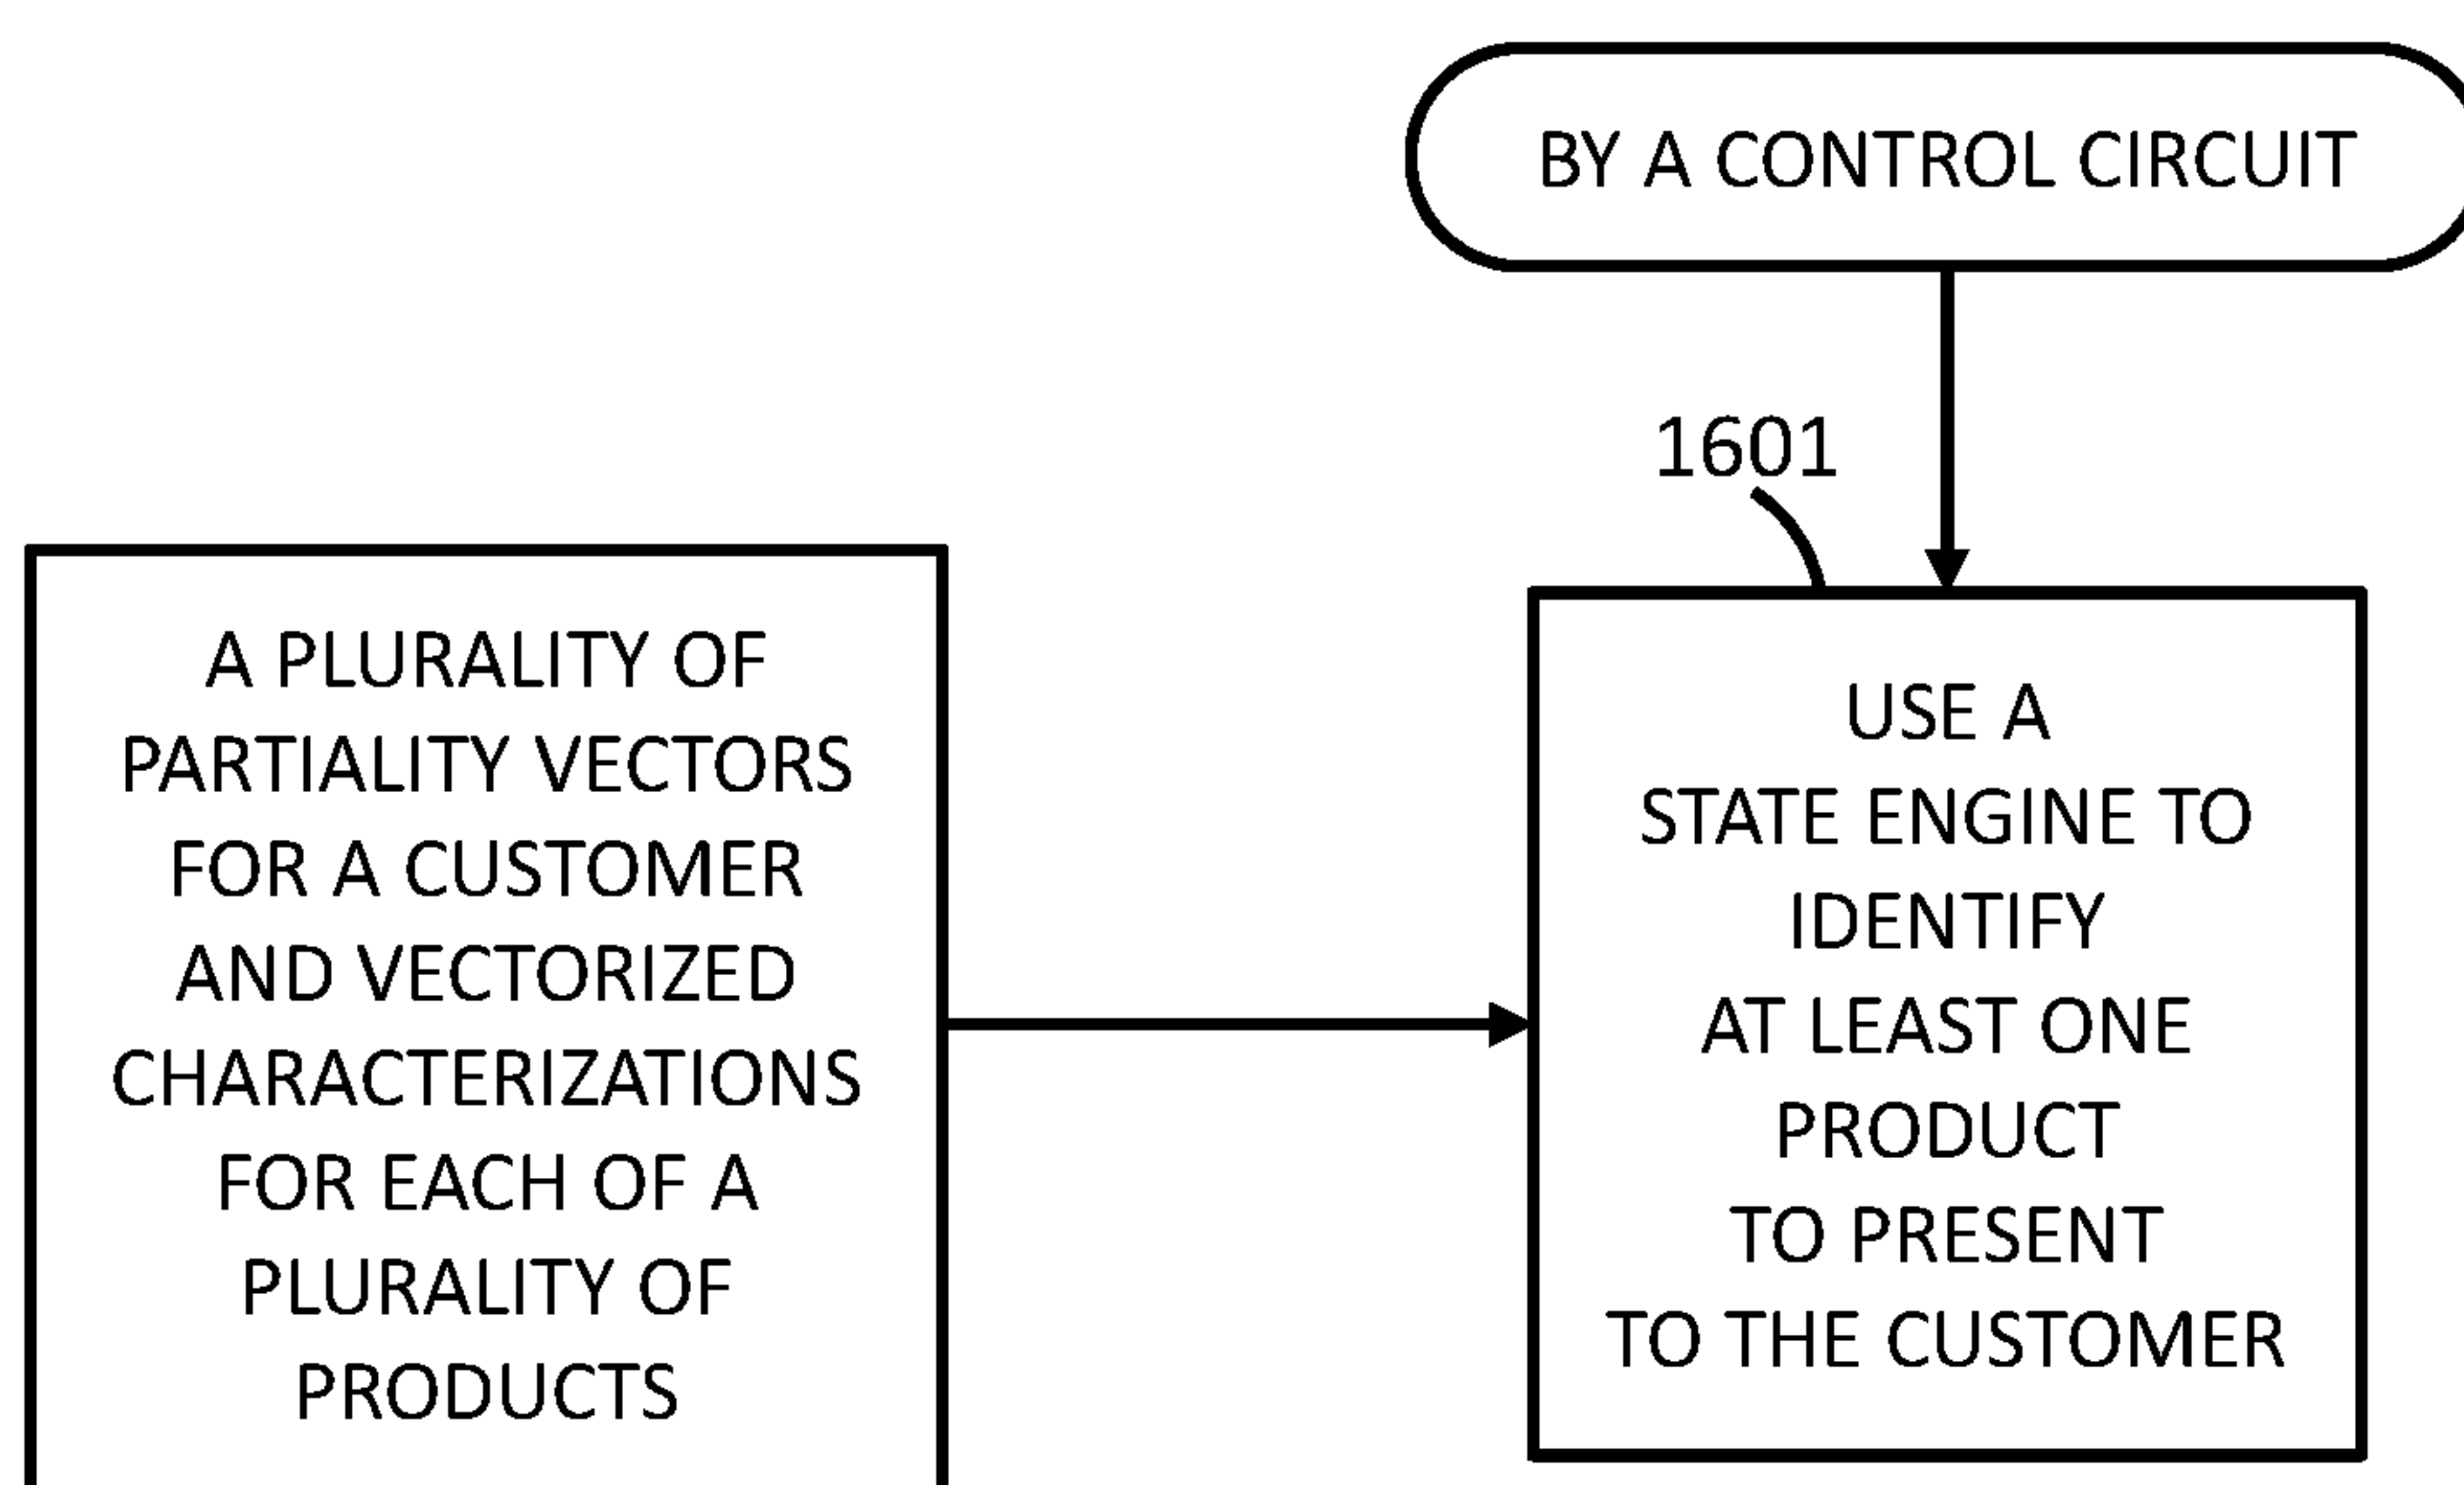 BY A CONTROL CIRCUIT
1601
A PLURALITY OF
PARTIALITY VECTORS
FOR A CUSTOMER
AND VECTORIZED
CHARACTERIZATIONS
FOR EACH OF A
PLURALITY OF
PRODUCTS
USE A
STATE ENGINE TO
IDENTIFY
AT LEAST ONE
PRODUCT
TO PRESENT
TO THE CUSTOMER